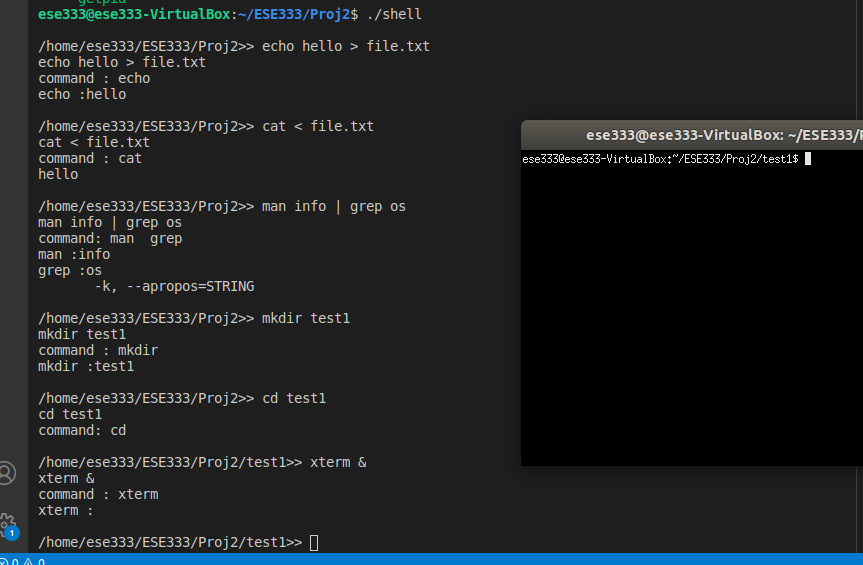 getpid
ese333@ese333-VirtualBox:~/ESE333/Proj2$ ./shell
/home/ese333/ESE333/Proj2>> echo hello > file.txt
echo hello > file.txt
command : echo
echo :hello
/home/ese333/ESE333/Proj2>> cat < file.txt
cat < file.txt
command : cat
hello
/home/ese333/ESE333/Proj2>> man info | grep os
man info | grep os
command: man  grep
man :info
grep :os
       -k, --apropos=STRING
/home/ese333/ESE333/Proj2>> mkdir test1
mkdir test1
command : mkdir
mkdir :test1
/home/ese333/ESE333/Proj2>> cd test1
cd test1
command: cd
/home/ese333/ESE333/Proj2/test1>> xterm &
xterm &
command : xterm
xterm :
/home/ese333/ESE333/Proj2/test1>>
ese333@ese333-VirtualBox: ~/ESE333/P
ese333@ese333-VirtualBox:~/ESE333/Proj2/test1$
1
0 0